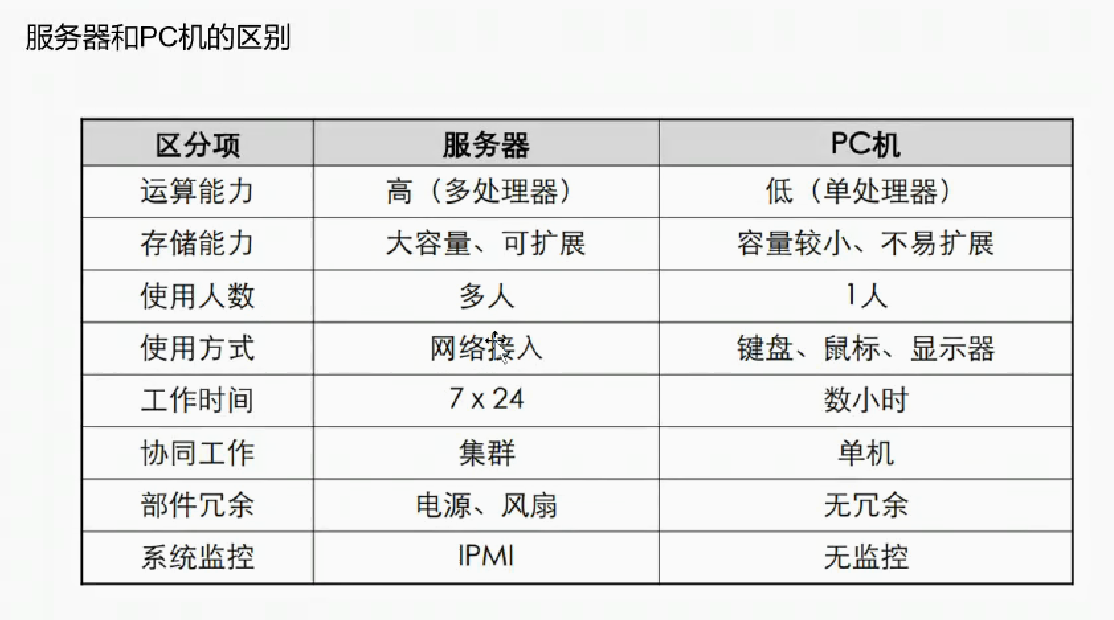 服务器和PC机的区别
区分项 服务器 PC机
运算能力 高（多处理器） 低（单处理器）
存储能力 大容量、可扩展 容量较小、不易扩展
使用人数 多人 1人
使用方式 网络接入 键盘、鼠标、显示器
工作时间 7 x 24 数小时
协同工作 集群 单机
部件冗余 电源、风扇 无冗余
系统监控 IPMI 无监控